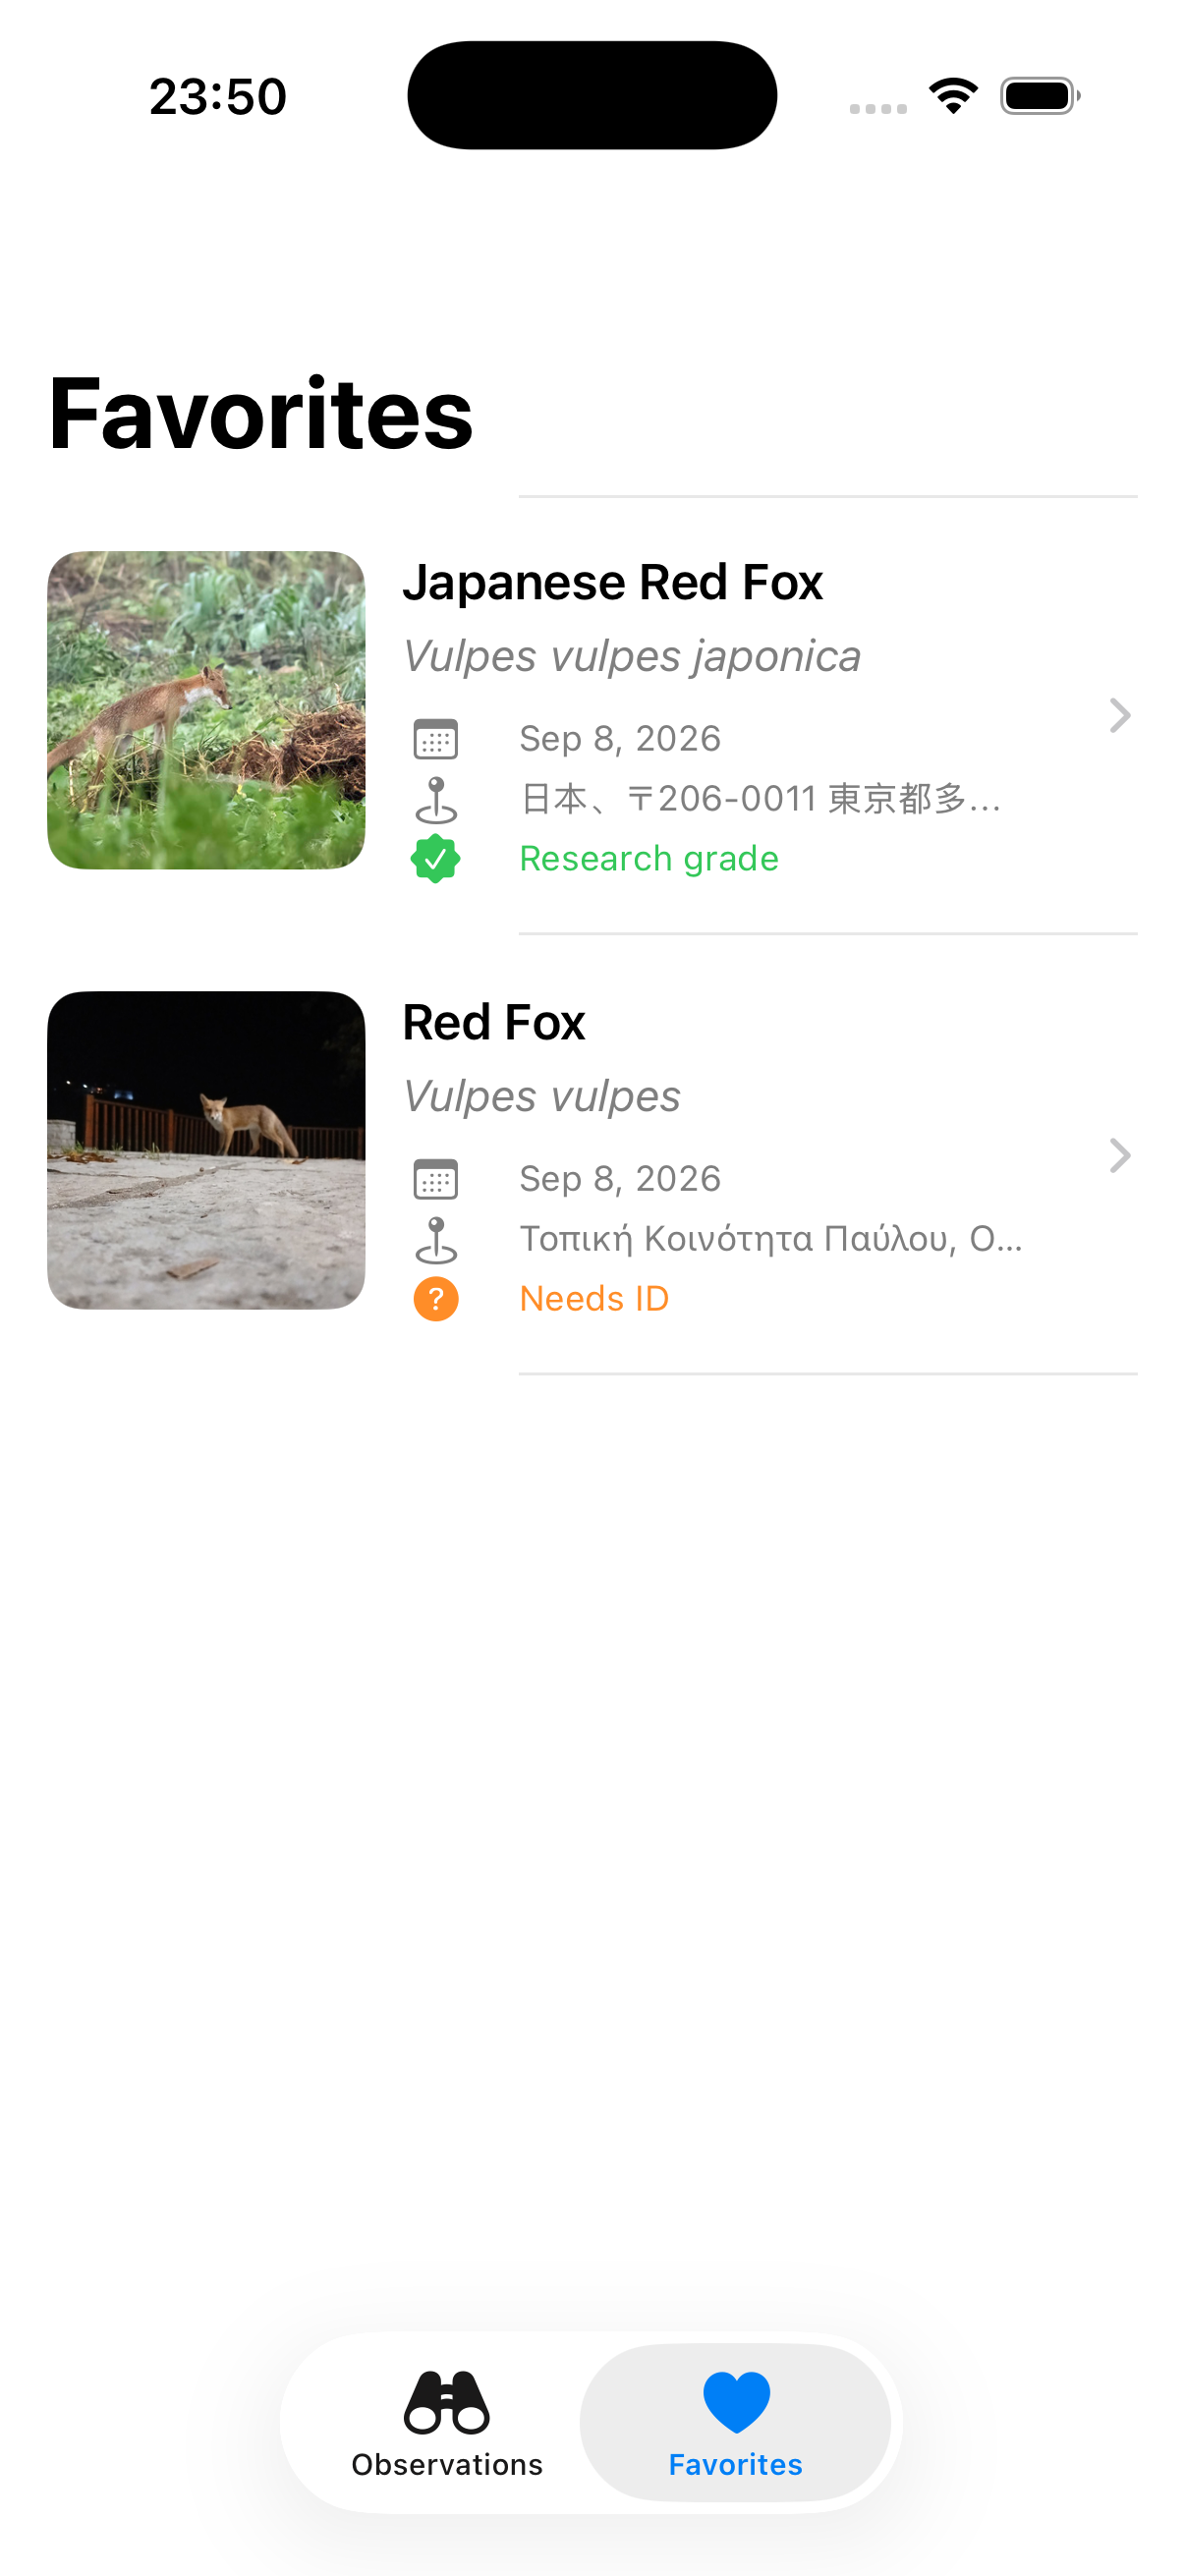 23:50
Favorites
Japanese Red Fox
Vulpes vulpes japonica
Sep 8, 2026
日本、〒206-0011 東京都多...
Research grade
Red Fox
Vulpes vulpes
Sep 8, 2026
Τοπική Κοινότητα Παύλου, Ο...
Needs ID
Observations
Favorites